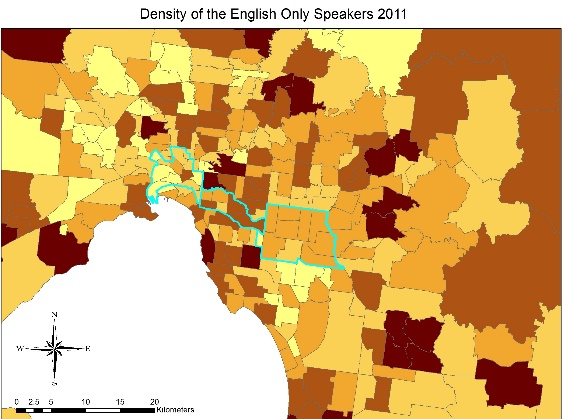 Density of the English Only Speakers 2011
N
W E
S
0 2.5 5 10 15 20
Kilometers